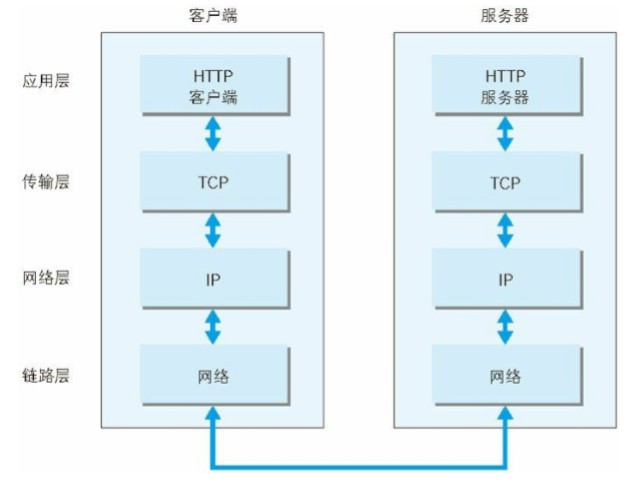 客户端 服务器
应用层 HTTP HTTP
客户端 服务器
传输层 TCP TCP
网络层 IP IP
链路层 网络 网络